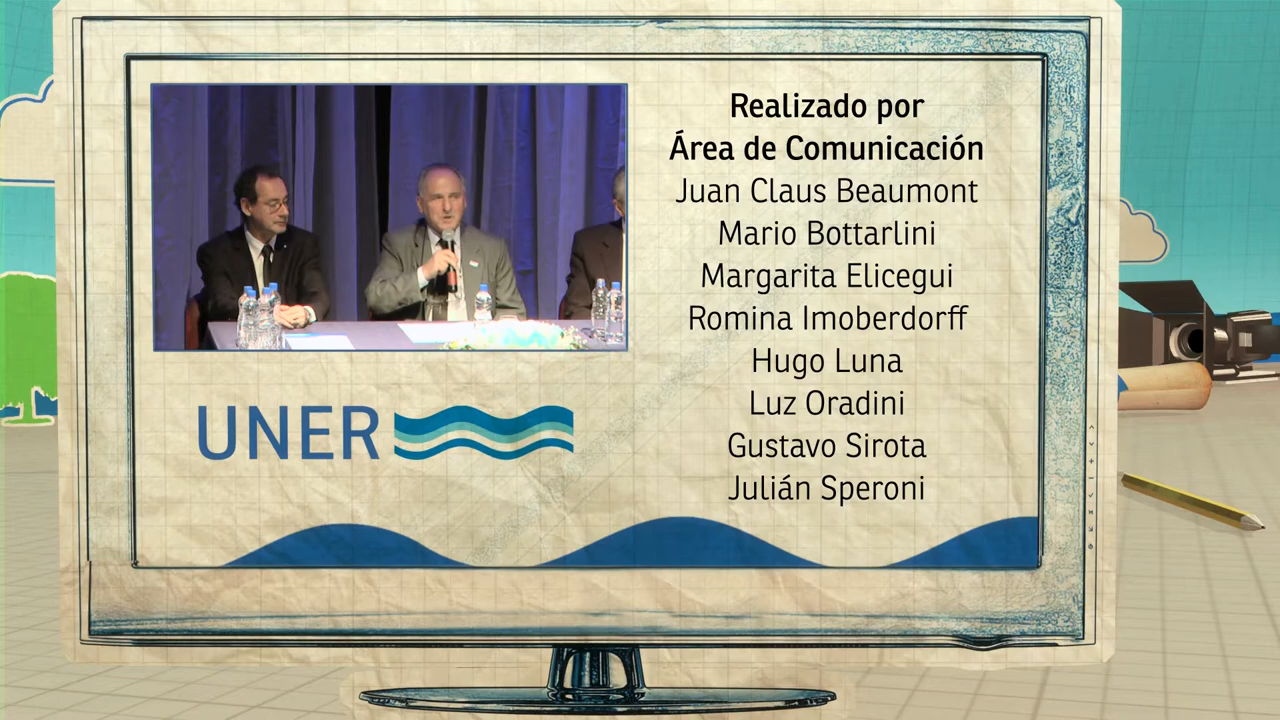 Realizado por
Área de Comunicación
Juan Claus Beaumont
Mario Bottarlini
Margarita Elicegui
Romina Imoberdorff
Hugo Luna
Luz Oradini
Gustavo Sirota
Julián Speroni
UNER